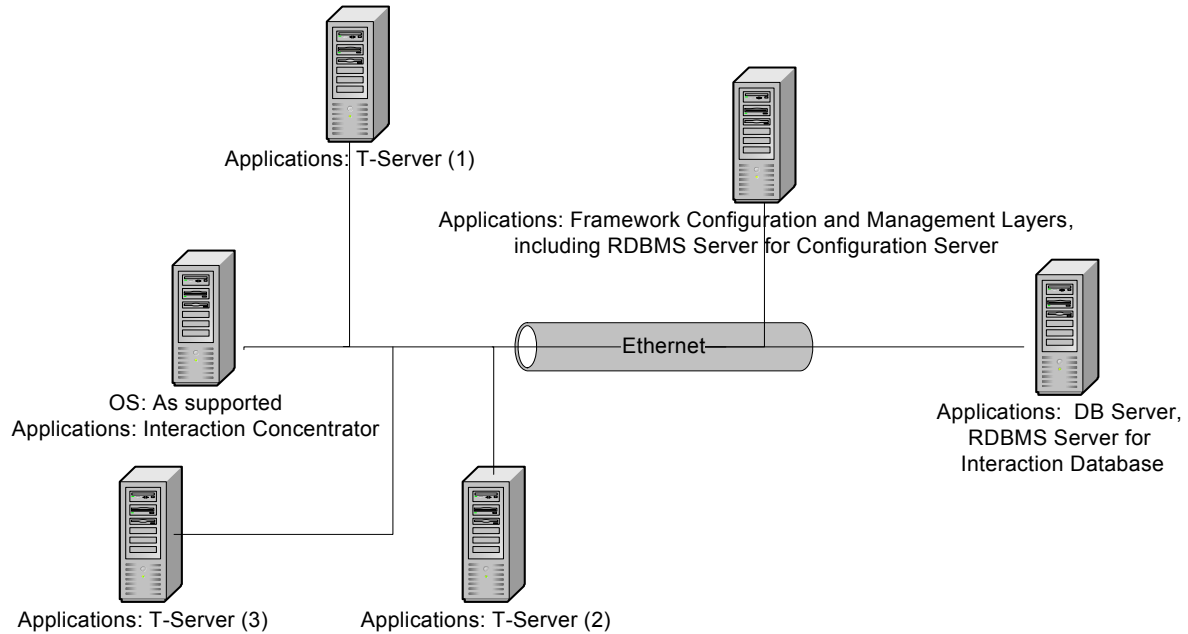 Applications: T-Server (1)
Applications: Framework Configuration and Management Layers,
including RDBMS Server for Configuration Server
Ethernet
OS: As supported
Applications: Interaction Concentrator
Applications: DB Server,
RDBMS Server for
Interaction Database
Applications: T-Server (3)
Applications: T-Server (2)